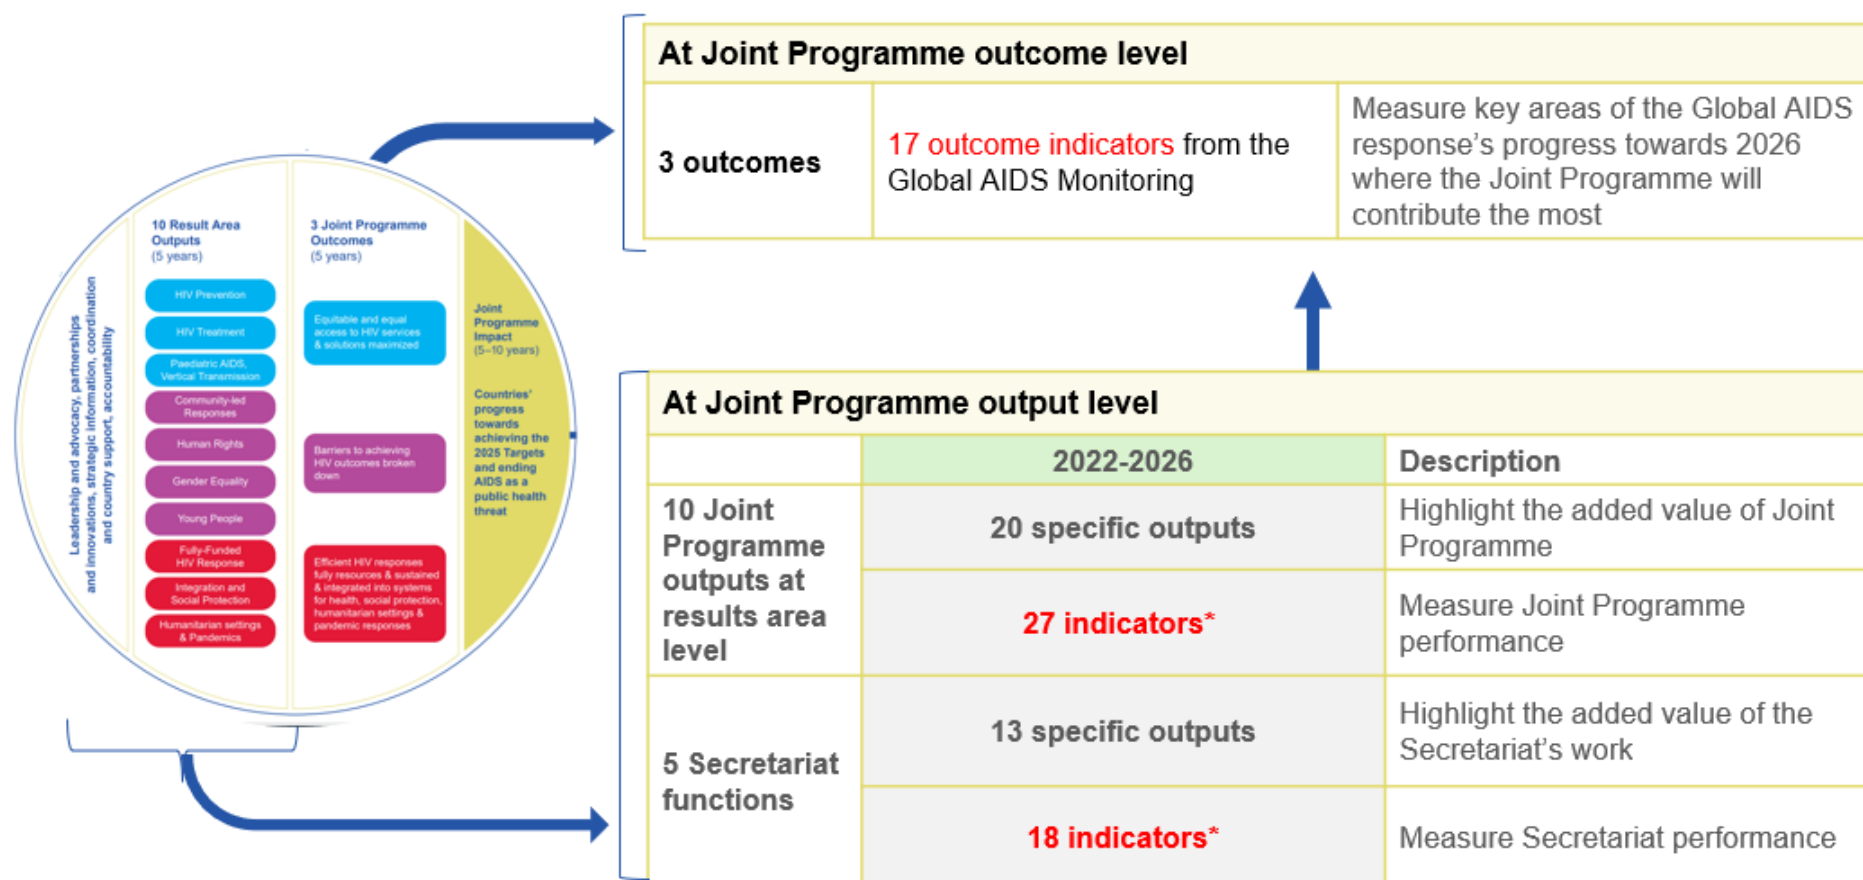 Leadership and advocacy, partnerships
and innovations, strategic information, coordination
and country support, accountability
10 Result Area
Outputs
(5 years)
HIV Prevention
HIV Treatment
Paediatric AIDS,
Vertical Transmission
Community-led
Responses
Human Rights
Gender Equality
Young People
Fully-Funded
HIV Response
Integration and
Social Protection
Humanitarian settings
& Pandemics
3 Joint Programme
Outcomes
(5 years)
Equitable and equal
access to HIV services
& solutions maximized
Barriers to achieving
HIV outcomes broken
down
Efficient HIV responses
fully resources & sustained
& integrated into systems
for health, social protection,
humanitarian settings &
pandemic responses
Joint
Programme
Impact
(5–10 years)
Countries'
progress
towards
achieving the
2025 Targets
and ending
AIDS as a
public health
threat
At Joint Programme outcome level
3 outcomes
17 outcome indicators from the
Global AIDS Monitoring
Measure key areas of the Global AIDS
response's progress towards 2026
where the Joint Programme will
contribute the most
At Joint Programme output level
2022-2026
Description
10 Joint
Programme
outputs at
results area
level
20 specific outputs
Highlight the added value of Joint
Programme
27 indicators*
Measure Joint Programme
performance
5 Secretariat
functions
13 specific outputs
Highlight the added value of the
Secretariat's work
18 indicators*
Measure Secretariat performance